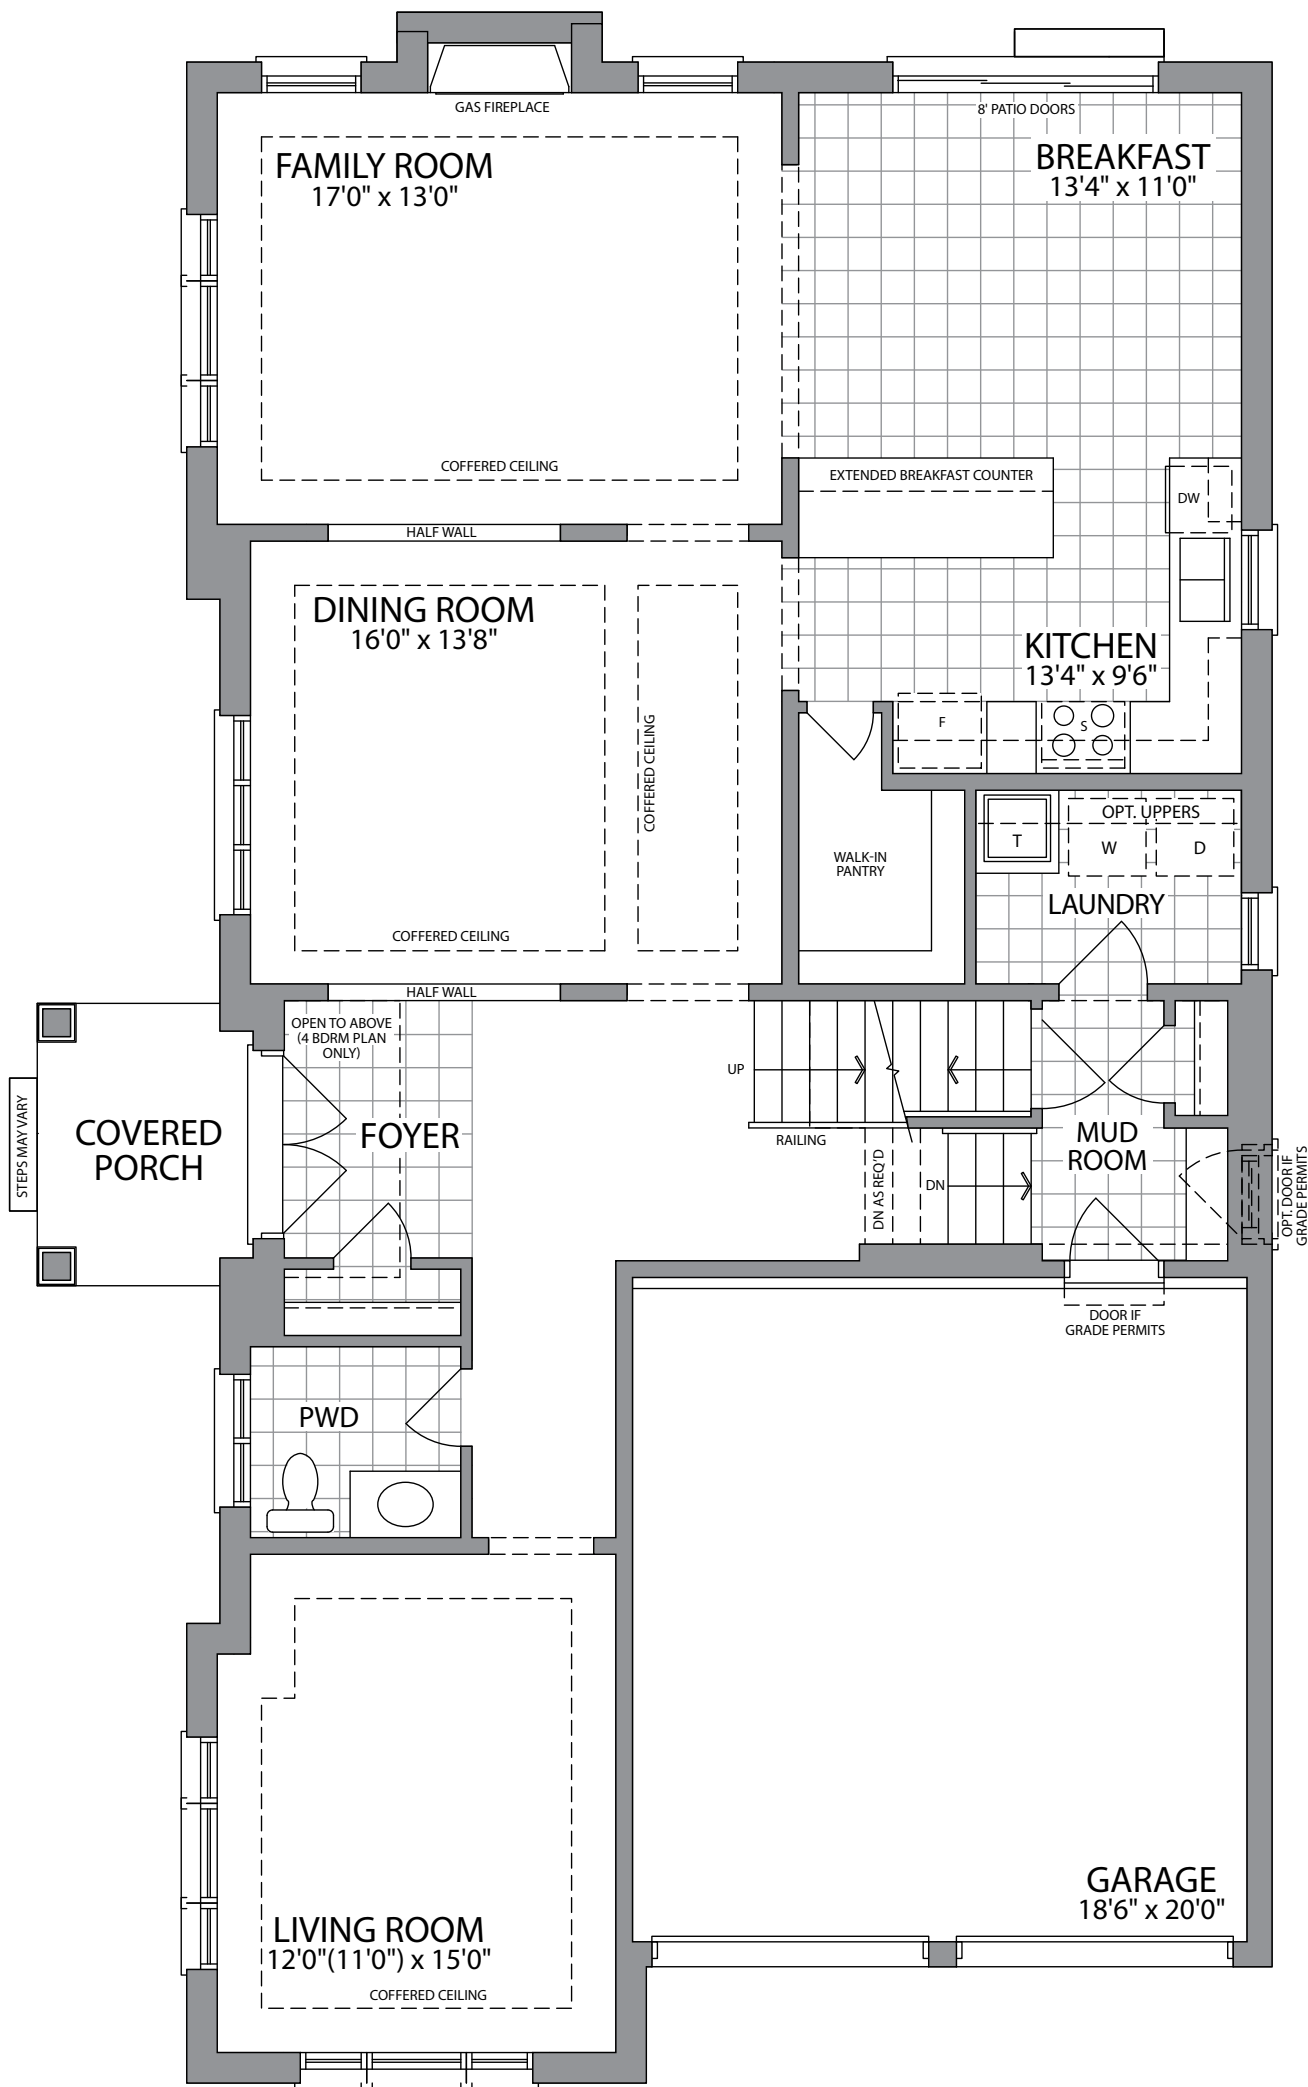 GAS FIREPLACE
8' PATIO DOORS
FAMILY ROOM
17'0" x 13'0"
BREAKFAST
13'4" x 11'0"
COFFERED CEILING
EXTENDED BREAKFAST COUNTER
DW
HALF WALL
DINING ROOM
16'0" x 13'8"
KITCHEN
13'4" x 9'6"
COFFERED CEILING
F
S
OPT. UPPERS
T
W
D
WALK-IN
PANTRY
LAUNDRY
COFFERED CEILING
HALF WALL
OPEN TO ABOVE
(4 BDRM PLAN
ONLY)
UP
STEPS MAY VARY
COVERED
PORCH
FOYER
RAILING
MUD
ROOM
DN AS REQ'D
DN
OPT. DOOR IF
GRADE PERMITS
DOOR IF
GRADE PERMITS
PWD
GARAGE
18'6" x 20'0"
LIVING ROOM
12'0"(11'0") x 15'0"
COFFERED CEILING